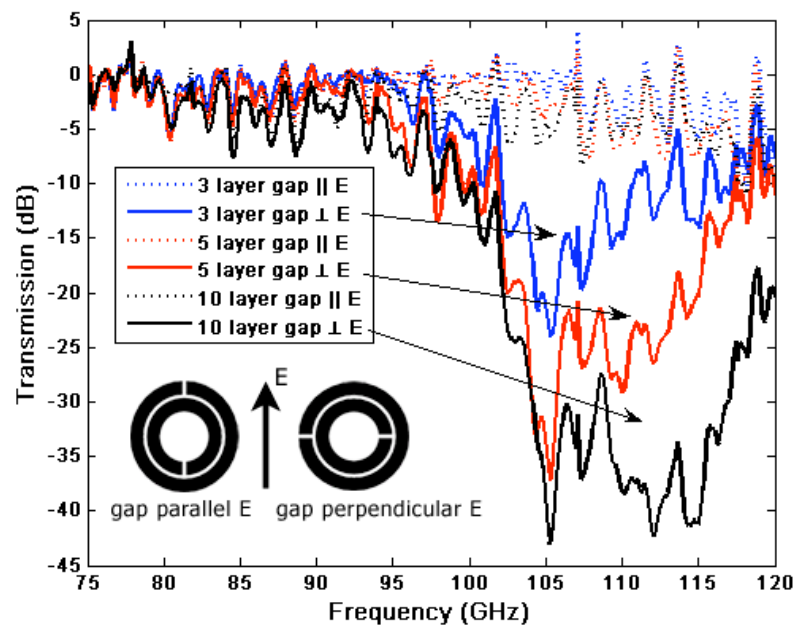 5
0
-5
-10
-15
-20
-25
-30
-35
-40
-45
Transmission (dB)
3 layer gap || E
3 layer gap ⊥ E
5 layer gap || E
5 layer gap ⊥ E
10 layer gap || E
10 layer gap ⊥ E
E
gap parallel E
gap perpendicular E
75
80
85
90
95
100
105
110
115
120
Frequency (GHz)